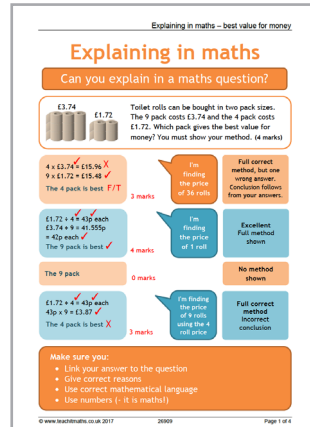 Explaining in maths – best value for money
Explaining in maths
Can you explain in a maths question?
£3.74
£1.72
Toilet rolls can be bought in two pack sizes.
The 9 pack costs £3.74 and the 4 pack costs
£1.72. Which pack gives the best value for
money? You must show your method. (4 marks)
4 x £3.74 = £15.96 X
9 x £1.72 = £15.48 ✓
The 4 pack is best F/T
3 marks
I'm
finding
the price
of 36 rolls
Full correct
method, but one
wrong answer.
Conclusion follows
from your answers.
£1.72 ÷ 4 = 43p each
£3.74 ÷ 9 = 41.555p
= 42p each ✓
The 9 pack is best ✓
4 marks
I'm
finding
the price
of 1 roll
Excellent
Full method
shown
The 9 pack
0 marks
No method
shown
£1.72 ÷ 4 = 43p each
43p x 9 = £3.87 ✓
The 4 pack is best X
3 marks
I'm finding
the price
of 9 rolls
using the 4
roll price
Full correct
method
Incorrect
conclusion
Make sure you:
• Link your answer to the question
• Give correct reasons
• Use correct mathematical language
• Use numbers (- it is maths!)
© www.teachitmaths.co.uk 2017
26909
Page 1 of 4